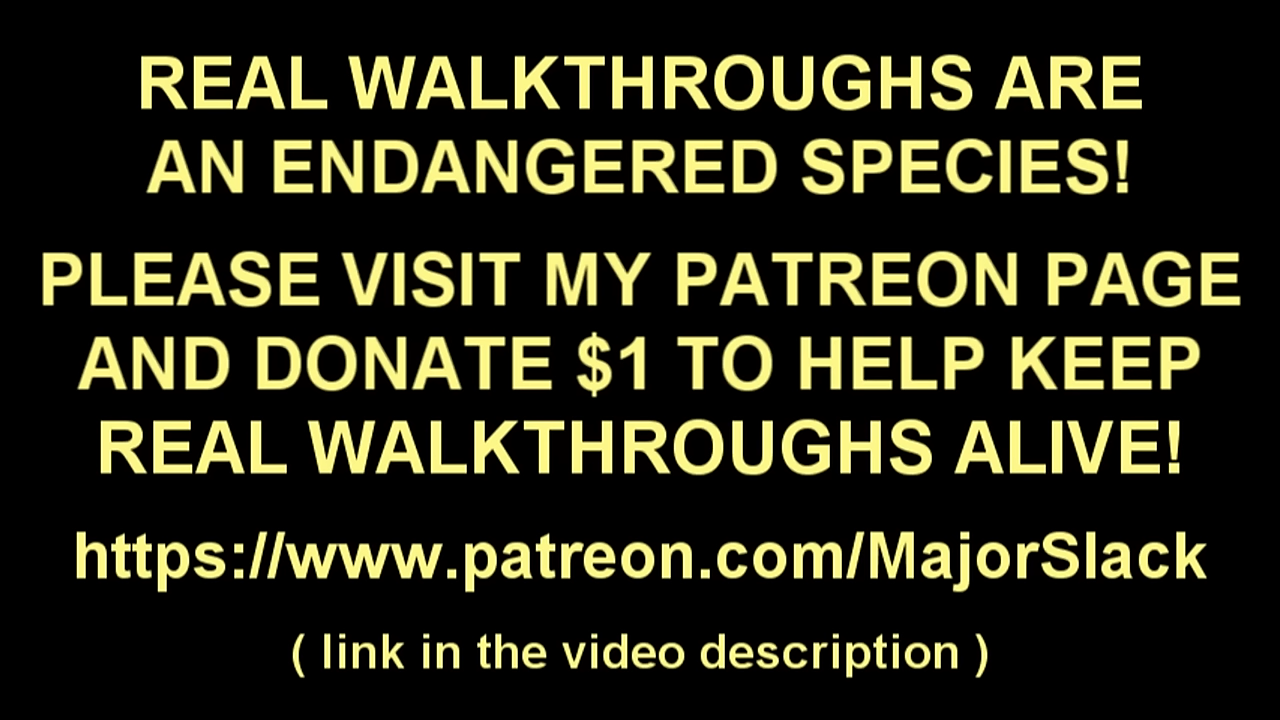 REAL WALKTHROUGHS ARE
AN ENDANGERED SPECIES!
PLEASE VISIT MY PATREON PAGE
AND DONATE $1 TO HELP KEEP
REAL WALKTHROUGHS ALIVE!
https://www.patreon.com/MajorSlack
( link in the video description )